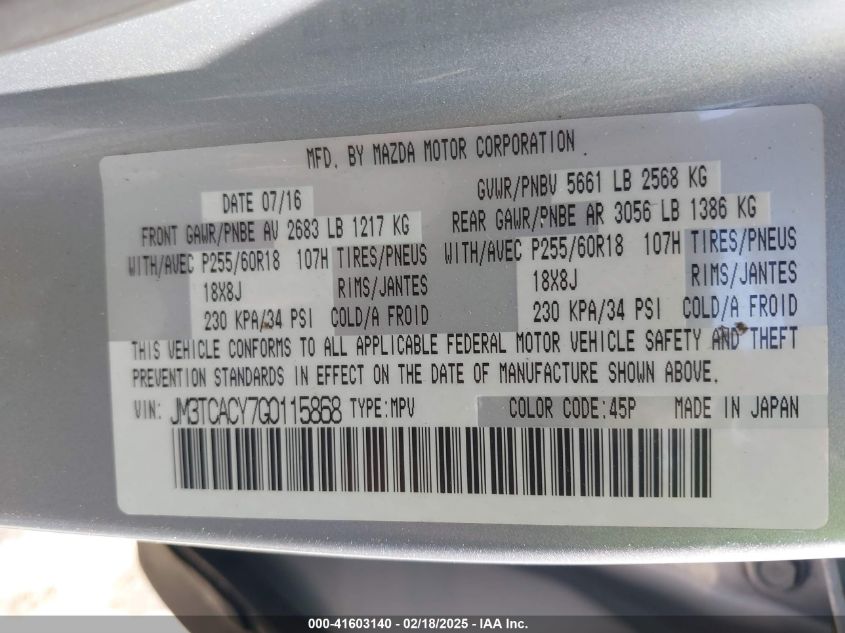 MFD. BY MAZDA MOTOR CORPORATION
DATE 07/16 GVWR/PNBV 5661 LB 2568 KG
FRONT GAWR/PNBE AV 2683 LB 1217 KG REAR GAWR/PNBE AR 3056 LB 1386 KG
WITH/AVEC P255/60R18 107H TIRES/PNEUS WITH/AVEC P255/60R18 107H TIRES/PNEUS
18X8J RIMS/JANTES 18X8J RIMS/JANTES
230 KPA/34 PSI COLD/A FROID 230 KPA/34 PSI COLD/A FROID
THIS VEHICLE CONFORMS TO ALL APPLICABLE FEDERAL MOTOR VEHICLE SAFETY AND THEFT
PREVENTION STANDARDS IN EFFECT ON THE DATE OF MANUFACTURE SHOWN ABOVE.
VIN: JM3TCACY7G0115868 TYPE:MPV COLOR CODE:45P MADE IN JAPAN
000-41603140 - 02/18/2025 - IAA Inc.